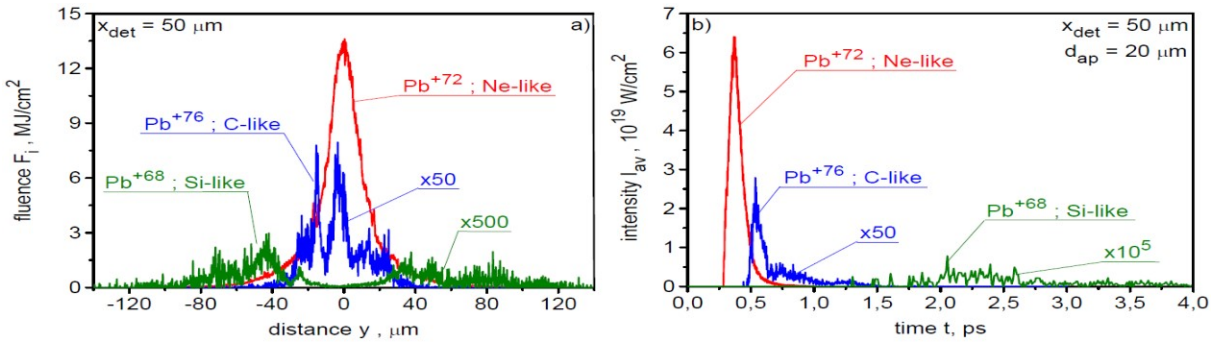 x_det = 50 μm
a)
Pb^+72 ; Ne-like
Pb^+76 ; C-like
Pb^+68 ; Si-like
x50
x500
fluence F_i , MJ/cm^2
15
12
9
6
3
0
-120 -80 -40 0 40 80 120
distance y , μm
b)
x_det = 50 μm
d_ap = 20 μm
Pb^+72 ; Ne-like
Pb^+76 ; C-like
Pb^+68 ; Si-like
x50
x10^5
intensity I_av , 10^19 W/cm^2
7
6
5
4
3
2
1
0
0,0 0,5 1,0 1,5 2,0 2,5 3,0 3,5 4,0
time t, ps